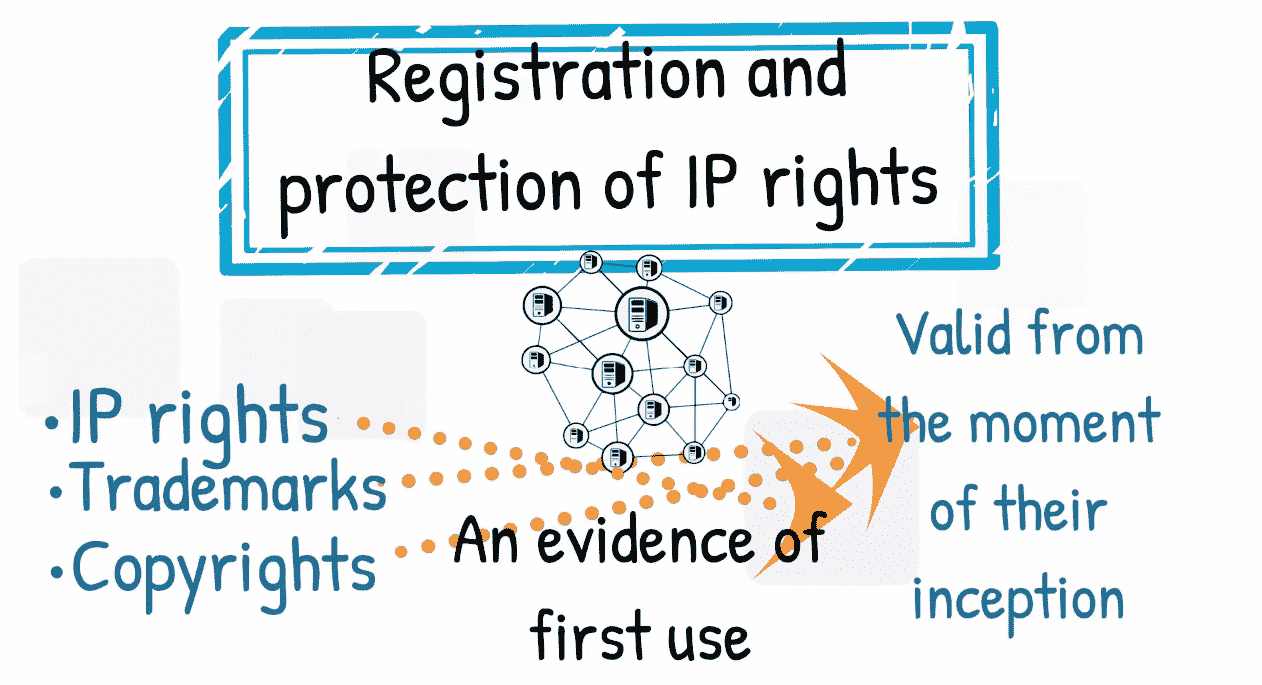 Registration and
protection of IP rights
•IP rights
•Trademarks
•Copyrights
An evidence of
first use
Valid from
the moment
of their
inception